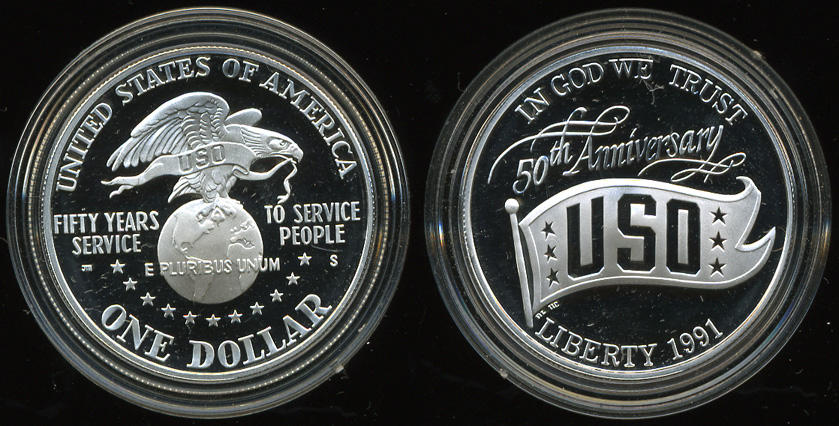 UNITED STATES OF AMERICA
USO
FIFTY YEARS
SERVICE
TO SERVICE
PEOPLE
S
E PLURIBUS UNUM
ONE DOLLAR
IN GOD WE TRUST
50th Anniversary
USO
LIBERTY 1991